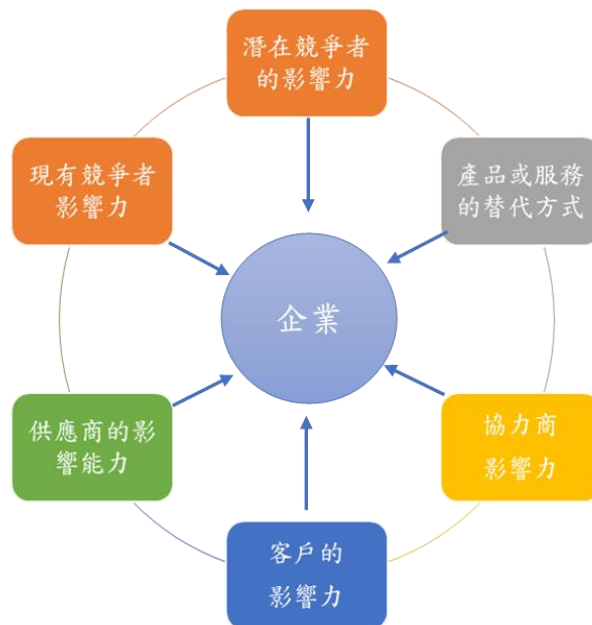 潛在競爭者
的影響力
現有競爭者
影響力
產品或服務
的替代方式
企業
供應商的影
響能力
協力商
影響力
客戶的
影響力